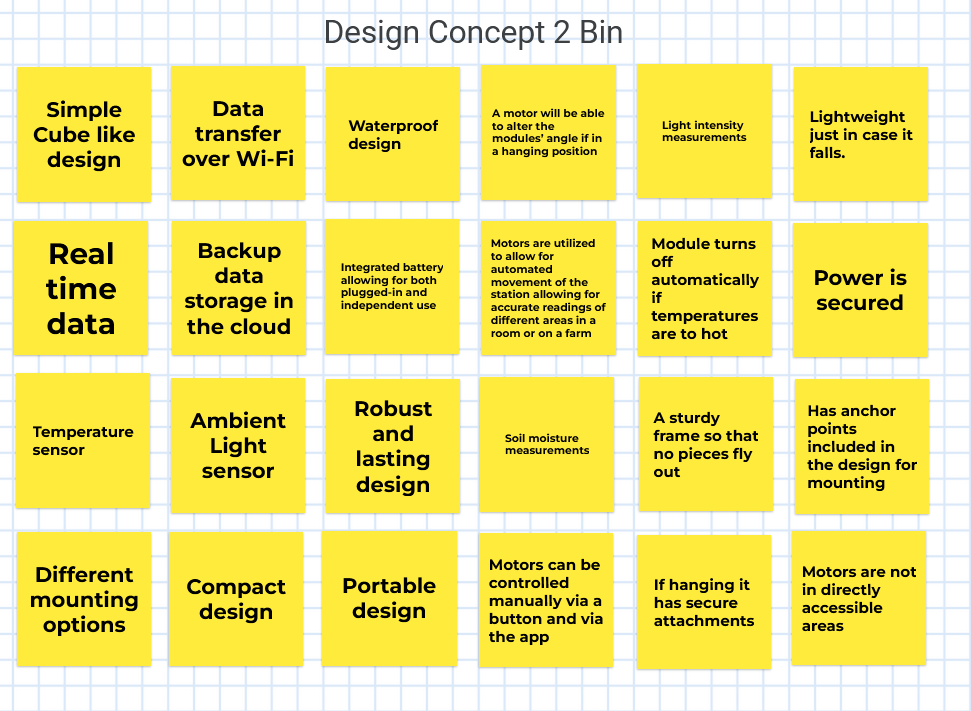 Design Concept 2 Bin
Simple
Cube like
design
Data
transfer
over Wi-Fi
Waterproof
design
A motor will be able
to alter the
modules' angle if in
a hanging position
Light intensity
measurements
Lightweight
just in case it
falls.
Real
time
data
Backup
data
storage in
the cloud
Integrated battery
allowing for both
plugged-in and
independent use
Motors are utilized
to allow for
automated
movement of the
station allowing for
accurate readings of
different areas in a
room or on a farm
Module turns
off
automatically
if
temperatures
are to hot
Power is
secured
Temperature
sensor
Ambient
Light
sensor
Robust
and
lasting
design
Soil moisture
measurements
A sturdy
frame so that
no pieces fly
out
Has anchor
points
included in
the design for
mounting
Different
mounting
options
Compact
design
Portable
design
Motors can be
controlled
manually via a
button and via
the app
If hanging it
has secure
attachments
Motors are not
in directly
accessible
areas